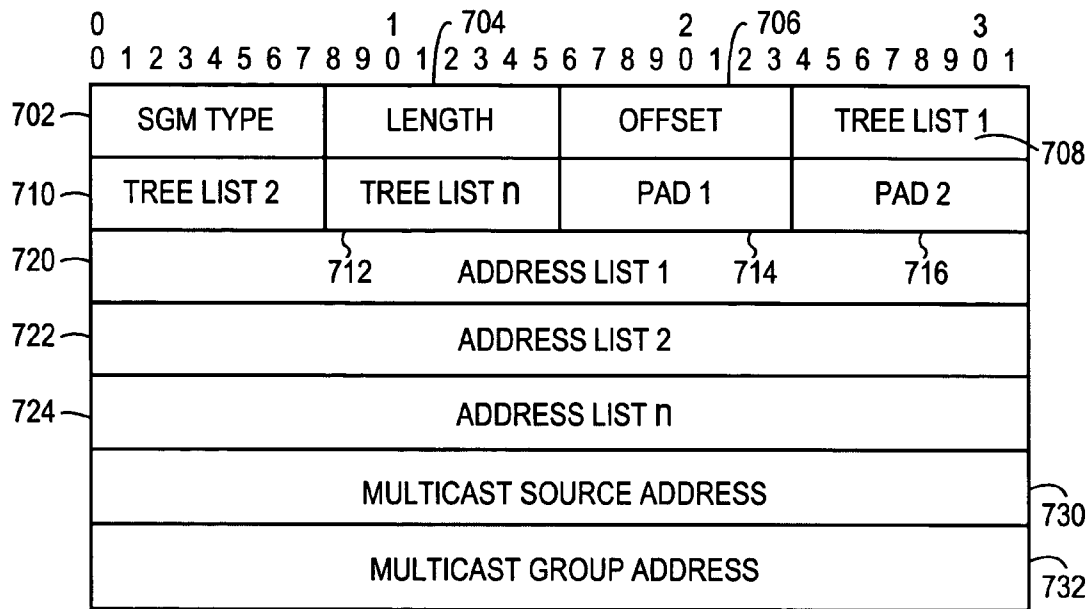 0 1 704 2 706 3
0 1 2 3 4 5 6 7 8 9 0 1 2 3 4 5 6 7 8 9 0 1 2 3 4 5 6 7 8 9 0 1
702 SGM TYPE LENGTH OFFSET TREE LIST 1
708
710 TREE LIST 2 TREE LIST n PAD 1 PAD 2
720 712 ADDRESS LIST 1 714 716
722 ADDRESS LIST 2
724 ADDRESS LIST n
MULTICAST SOURCE ADDRESS 730
MULTICAST GROUP ADDRESS 732